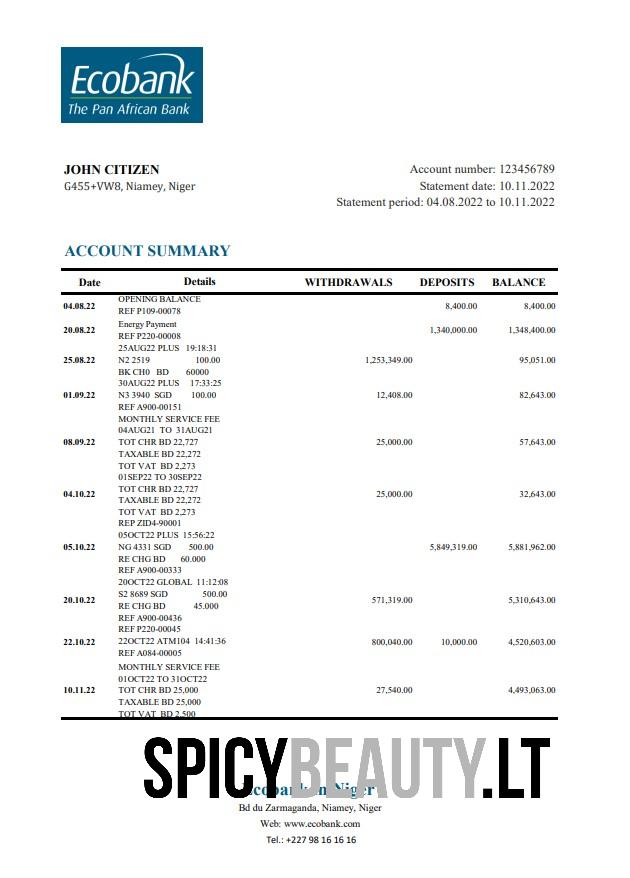 Ecobank
The Pan African Bank
JOHN CITIZEN
G455+VW8, Niamey, Niger
Account number: 123456789
Statement date: 10.11.2022
Statement period: 04.08.2022 to 10.11.2022
ACCOUNT SUMMARY
Date Details WITHDRAWALS DEPOSITS BALANCE
OPENING BALANCE
04.08.22 8,400.00 8,400.00
REF P109-00078
Energy Payment
20.08.22 1,340,000.00 1,348,400.00
REF P220-00008
25AUG22 PLUS 19:18:31
25.08.22 N2 2519 100.00 1,253,349.00 95,051.00
BK CH0 BD 60000
30AUG22 PLUS 17:33:25
01.09.22 N3 3940 SGD 100.00 12,408.00 82,643.00
REF A900-00151
MONTHLY SERVICE FEE
04AUG21 TO 31AUG21
08.09.22 TOT CHR BD 22,727 25,000.00 57,643.00
TAXABLE BD 22,272
TOT VAT BD 2,273
01SEP22 TO 30SEP22
TOT CHR BD 22,727
04.10.22 25,000.00 32,643.00
TAXABLE BD 22,272
TOT VAT BD 2,273
REP ZID4-90001
05OCT22 PLUS 15:56:22
05.10.22 NG 4331 SGD 500.00 5,849,319.00 5,881,962.00
RE CHG BD 60.000
REF A900-00333
20OCT22 GLOBAL 11:12:08
S2 8689 SGD 500.00
20.10.22 571,319.00 5,310,643.00
RE CHG BD 45.000
REF A900-00436
REF P220-00045
22.10.22 22OCT22 ATM104 14:41:36 800,040.00 10,000.00 4,520,603.00
REF A084-00005
MONTHLY SERVICE FEE
01OCT22 TO 31OCT22
10.11.22 TOT CHR BD 25,000 27,540.00 4,493,063.00
TAXABLE BD 25,000
TOT VAT BD 2,500
SPICYBEAUTY.LT
Niger
Bd du Zarmaganda, Niamey, Niger
Web: www.ecobank.com
Tel.: +227 98 16 16 16